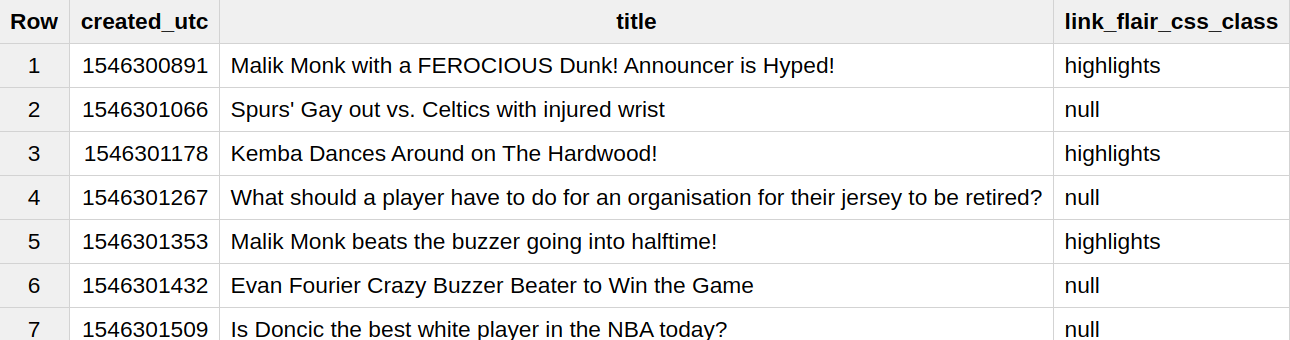 Row created_utc title link_flair_css_class
1 1546300891 Malik Monk with a FEROCIOUS Dunk! Announcer is Hyped! highlights
2 1546301066 Spurs' Gay out vs. Celtics with injured wrist null
3 1546301178 Kemba Dances Around on The Hardwood! highlights
4 1546301267 What should a player have to do for an organisation for their jersey to be retired? null
5 1546301353 Malik Monk beats the buzzer going into halftime! highlights
6 1546301432 Evan Fourier Crazy Buzzer Beater to Win the Game null
7 1546301509 Is Doncic the best white player in the NBA today? null